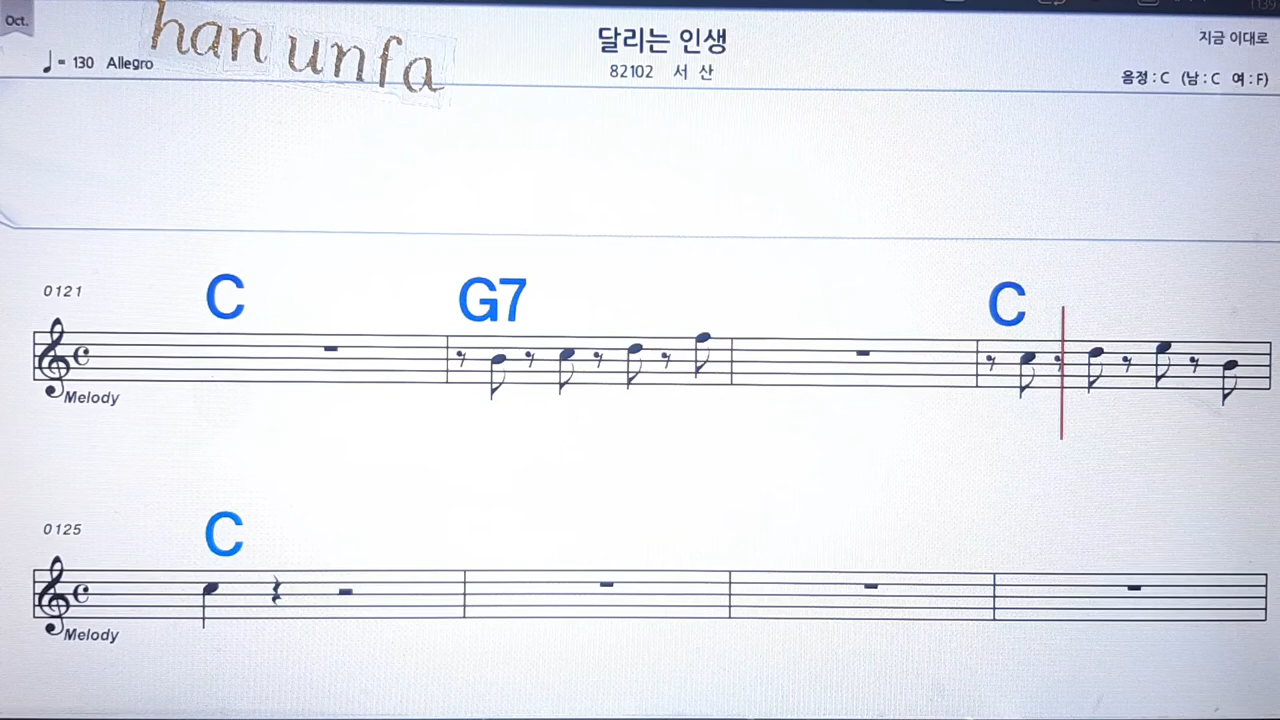 Oct.
han unfa
♩= 130 Allegro
달리는 인생
82102 서 산
지금 이대로
음정 : C (남 : C 여 : F)
0121
C G7 C
Melody
0125
C
Melody